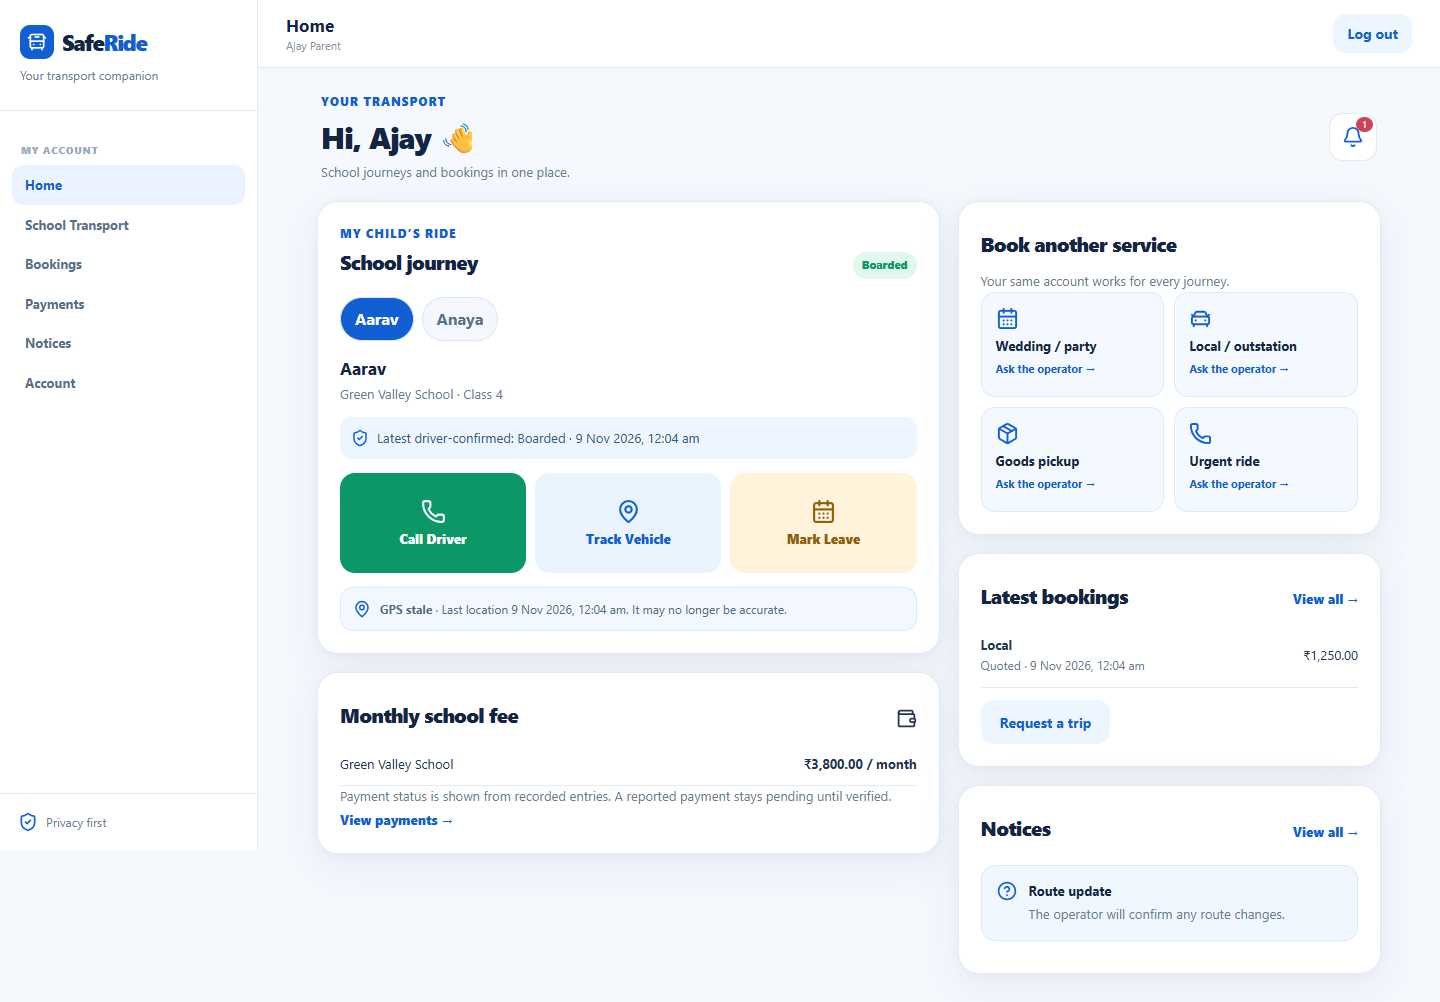 SafeRide
Your transport companion
MY ACCOUNT
Home
School Transport
Bookings
Payments
Notices
Account
Privacy first
Home
Ajay Parent
Log out
YOUR TRANSPORT
Hi, Ajay 👋
School journeys and bookings in one place.
1
MY CHILD’S RIDE
School journey
Boarded
Aarav
Anaya
Aarav
Green Valley School · Class 4
Latest driver-confirmed: Boarded · 9 Nov 2026, 12:04 am
Call Driver
Track Vehicle
Mark Leave
GPS stale · Last location 9 Nov 2026, 12:04 am. It may no longer be accurate.
Monthly school fee
Green Valley School
₹3,800.00 / month
Payment status is shown from recorded entries. A reported payment stays pending until verified.
View payments →
Book another service
Your same account works for every journey.
Wedding / party
Ask the operator →
Local / outstation
Ask the operator →
Goods pickup
Ask the operator →
Urgent ride
Ask the operator →
Latest bookings
View all →
Local
Quoted · 9 Nov 2026, 12:04 am
₹1,250.00
Request a trip
Notices
View all →
Route update
The operator will confirm any route changes.